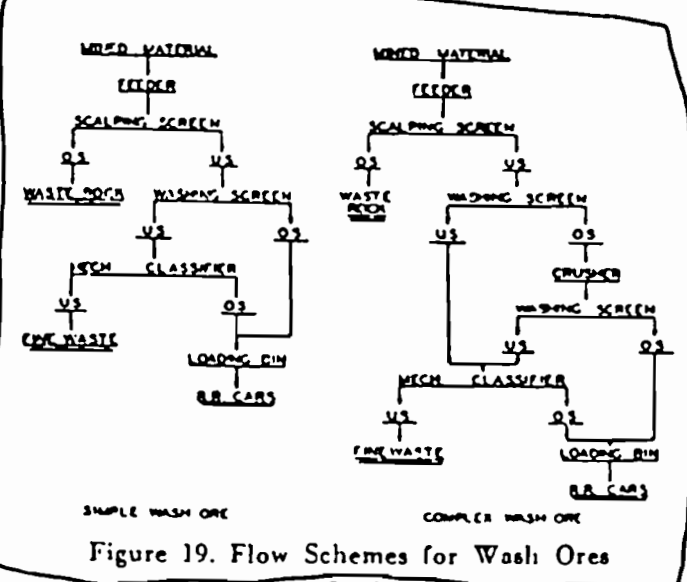 MINED MATERIAL
FEEDER
SCALPING SCREEN
OS
US
WASTE ROCK
WASHING SCREEN
US
OS
MECH CLASSIFIER
US
OS
FINE WASTE
LOADING BIN
R.R. CARS
SIMPLE WASH ORE
MINED MATERIAL
FEEDER
SCALPING SCREEN
OS
US
WASTE
ROCK
WASHING SCREEN
US
OS
CRUSHER
WASHING SCREEN
US
OS
MECH CLASSIFIER
US
OS
FINE WASTE
LOADING BIN
R.R. CARS
COMPLEX WASH ORE
Figure 19. Flow Schemes for Wash Ores